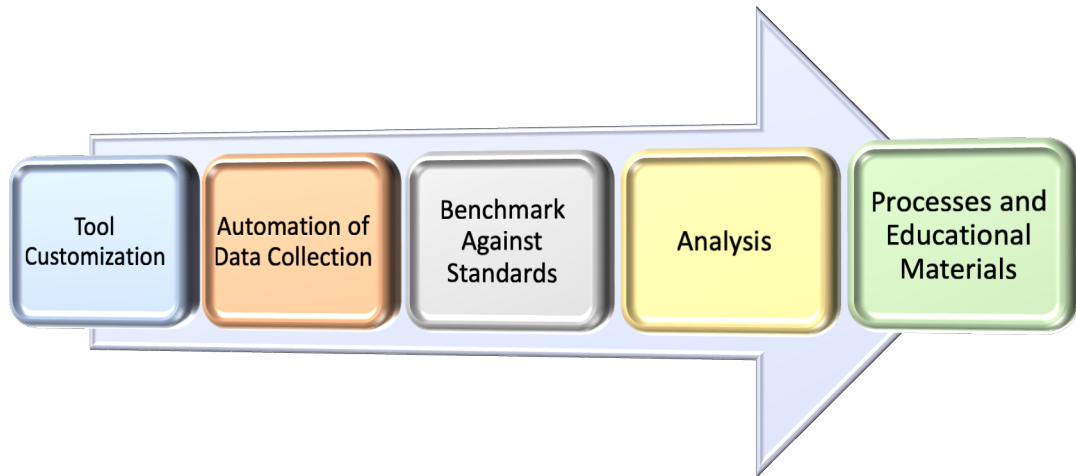 Tool
Customization
Automation of
Data Collection
Benchmark
Against
Standards
Analysis
Processes and
Educational
Materials